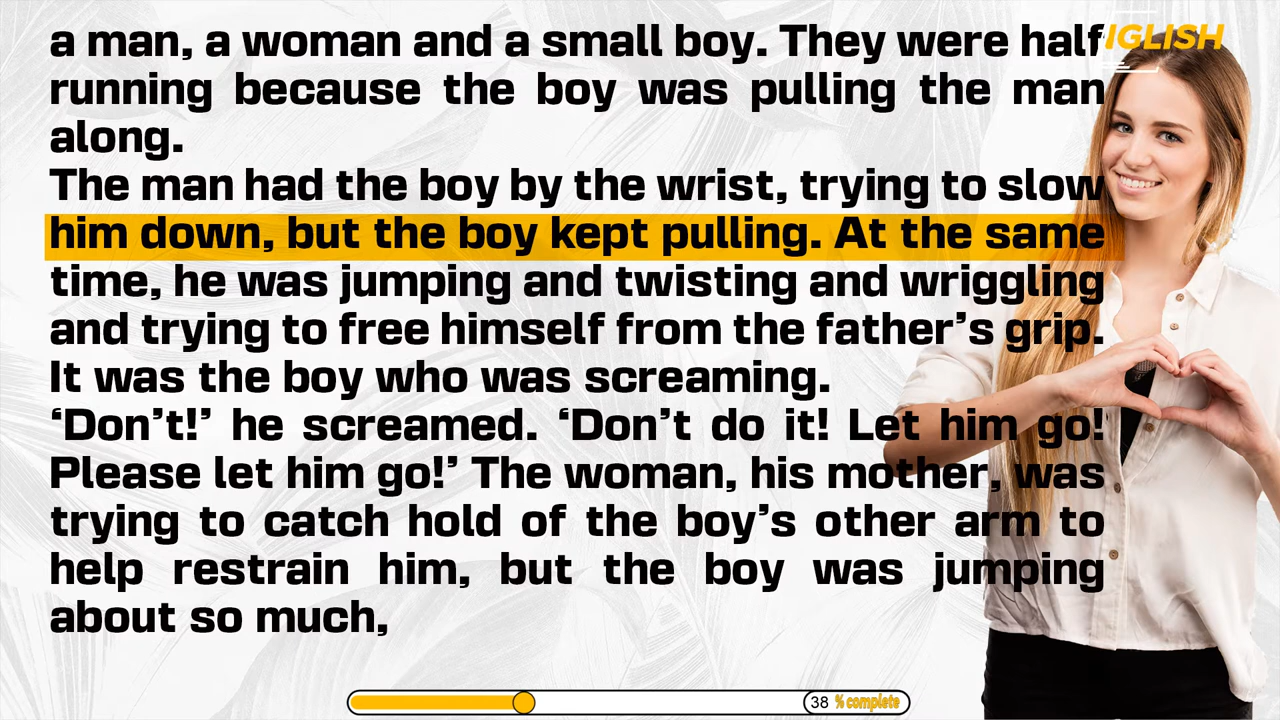 IGLISH
a man, a woman and a small boy. They were half
running because the boy was pulling the man
along.
The man had the boy by the wrist, trying to slow
him down, but the boy kept pulling. At the same
time, he was jumping and twisting and wriggling
and trying to free himself from the father’s grip.
It was the boy who was screaming.
‘Don’t!’ he screamed. ‘Don’t do it! Let him go!
Please let him go!’ The woman, his mother, was
trying to catch hold of the boy’s other arm to
help restrain him, but the boy was jumping
about so much,
38 % complete